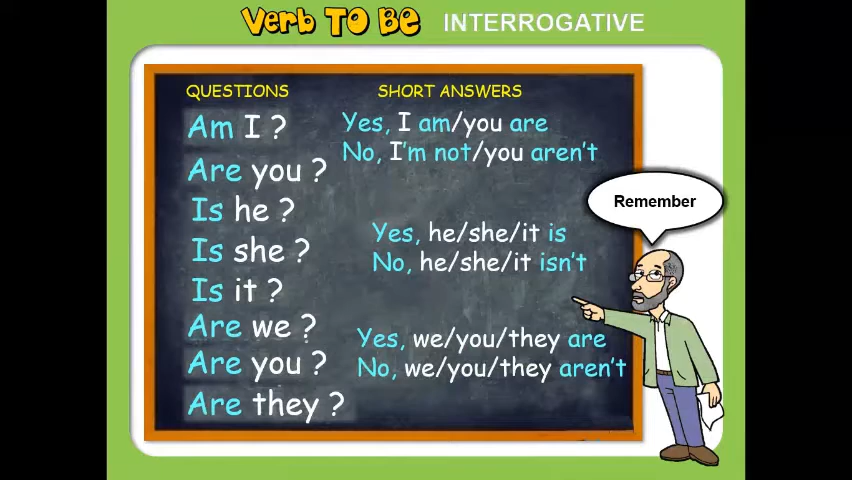 Verb TO BE INTERROGATIVE
QUESTIONS
Am I ?
Are you ?
Is he ?
Is she ?
Is it ?
Are we ?
Are you ?
Are they ?
SHORT ANSWERS
Yes, I am/you are
No, I'm not/you aren't
Yes, he/she/it is
No, he/she/it isn't
Yes, we/you/they are
No, we/you/they aren't
Remember